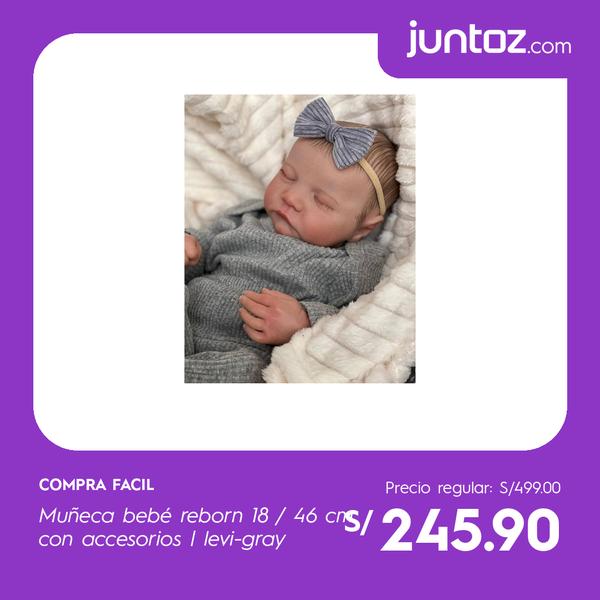 juntoz.com
COMPRA FACIL
Muñeca bebé reborn 18 / 46 cm
con accesorios | levi-gray
Precio regular: S/499.00
S/ 245.90